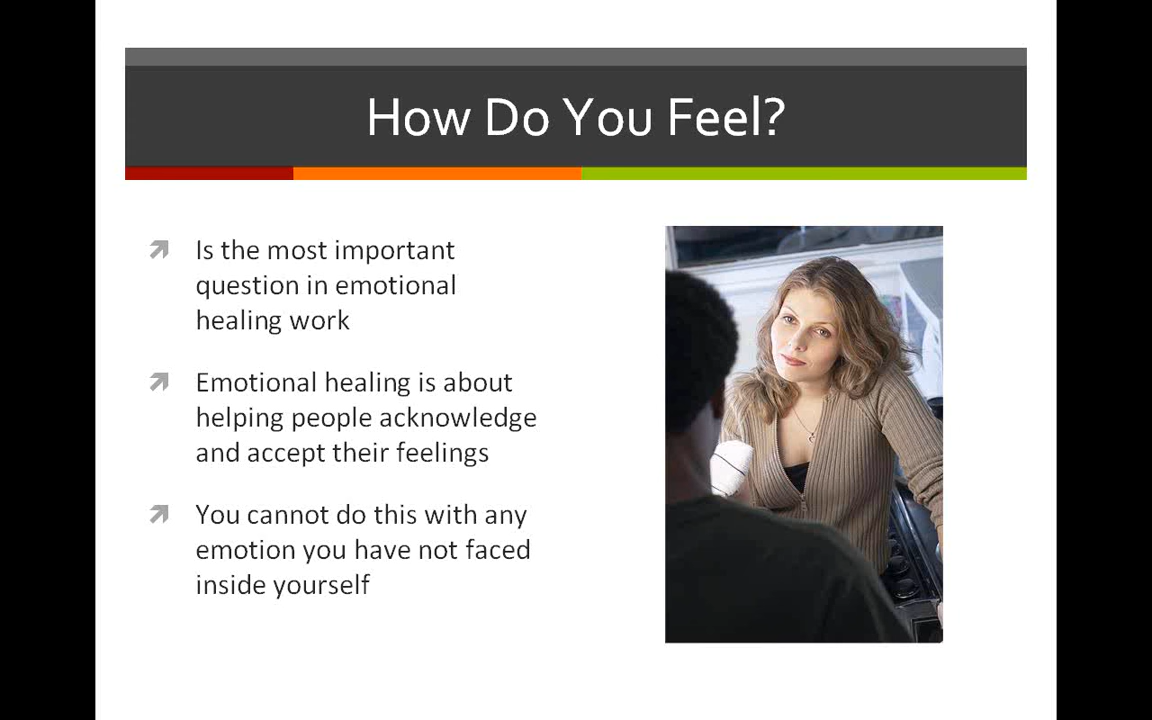 How Do You Feel?
Is the most important
question in emotional
healing work
Emotional healing is about
helping people acknowledge
and accept their feelings
You cannot do this with any
emotion you have not faced
inside yourself